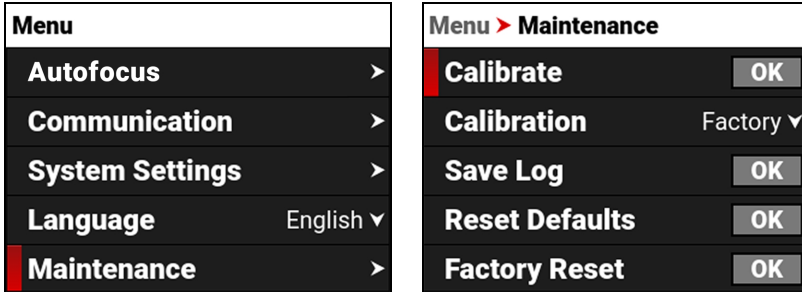 Menu
Autofocus
Communication
System Settings
Language English
Maintenance
Menu > Maintenance
Calibrate OK
Calibration Factory
Save Log OK
Reset Defaults OK
Factory Reset OK